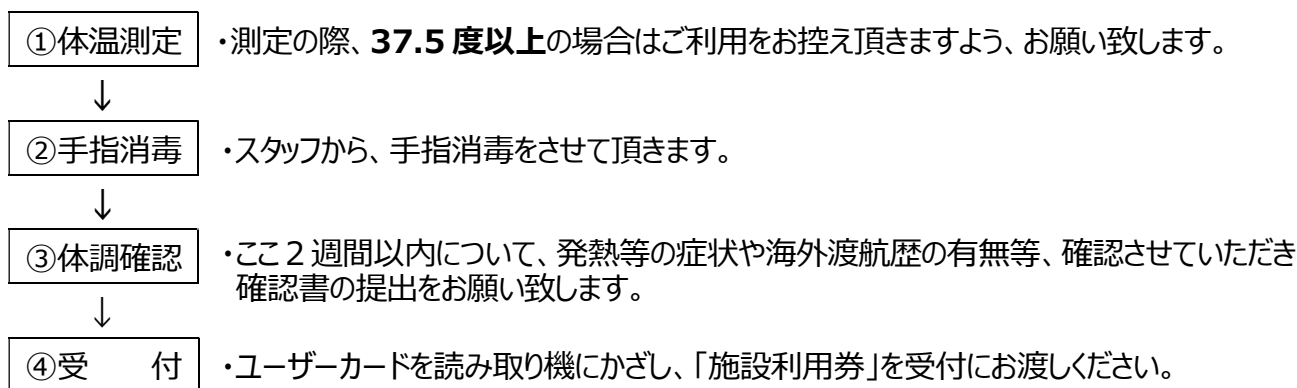 ①体温測定 ・測定の際、37.5度以上の場合はご利用をお控え頂きますよう、お願い致します。
↓
②手指消毒 ・スタッフから、手指消毒をさせて頂きます。
↓
③体調確認 ・ここ2週間以内について、発熱等の症状や海外渡航歴の有無等、確認させていただき
確認書の提出をお願い致します。
↓
④受　付 ・ユーザーカードを読み取り機にかざし、「施設利用券」を受付にお渡しください。